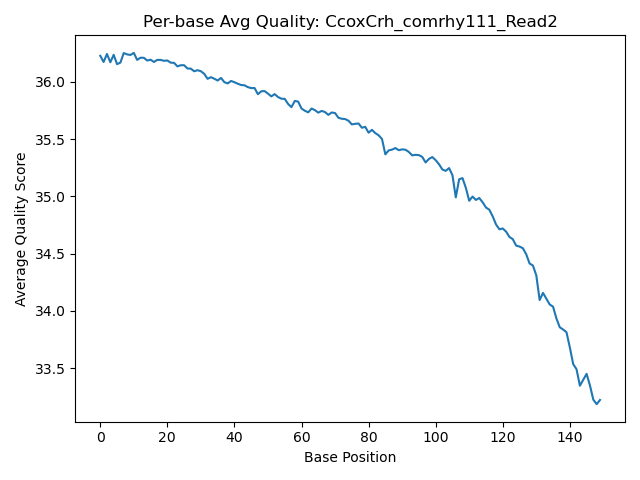 Per-base Avg Quality: CcoxCrh_comrhy111_Read2
36.0
35.5
35.0
34.5
34.0
33.5
Average Quality Score
0 20 40 60 80 100 120 140
Base Position